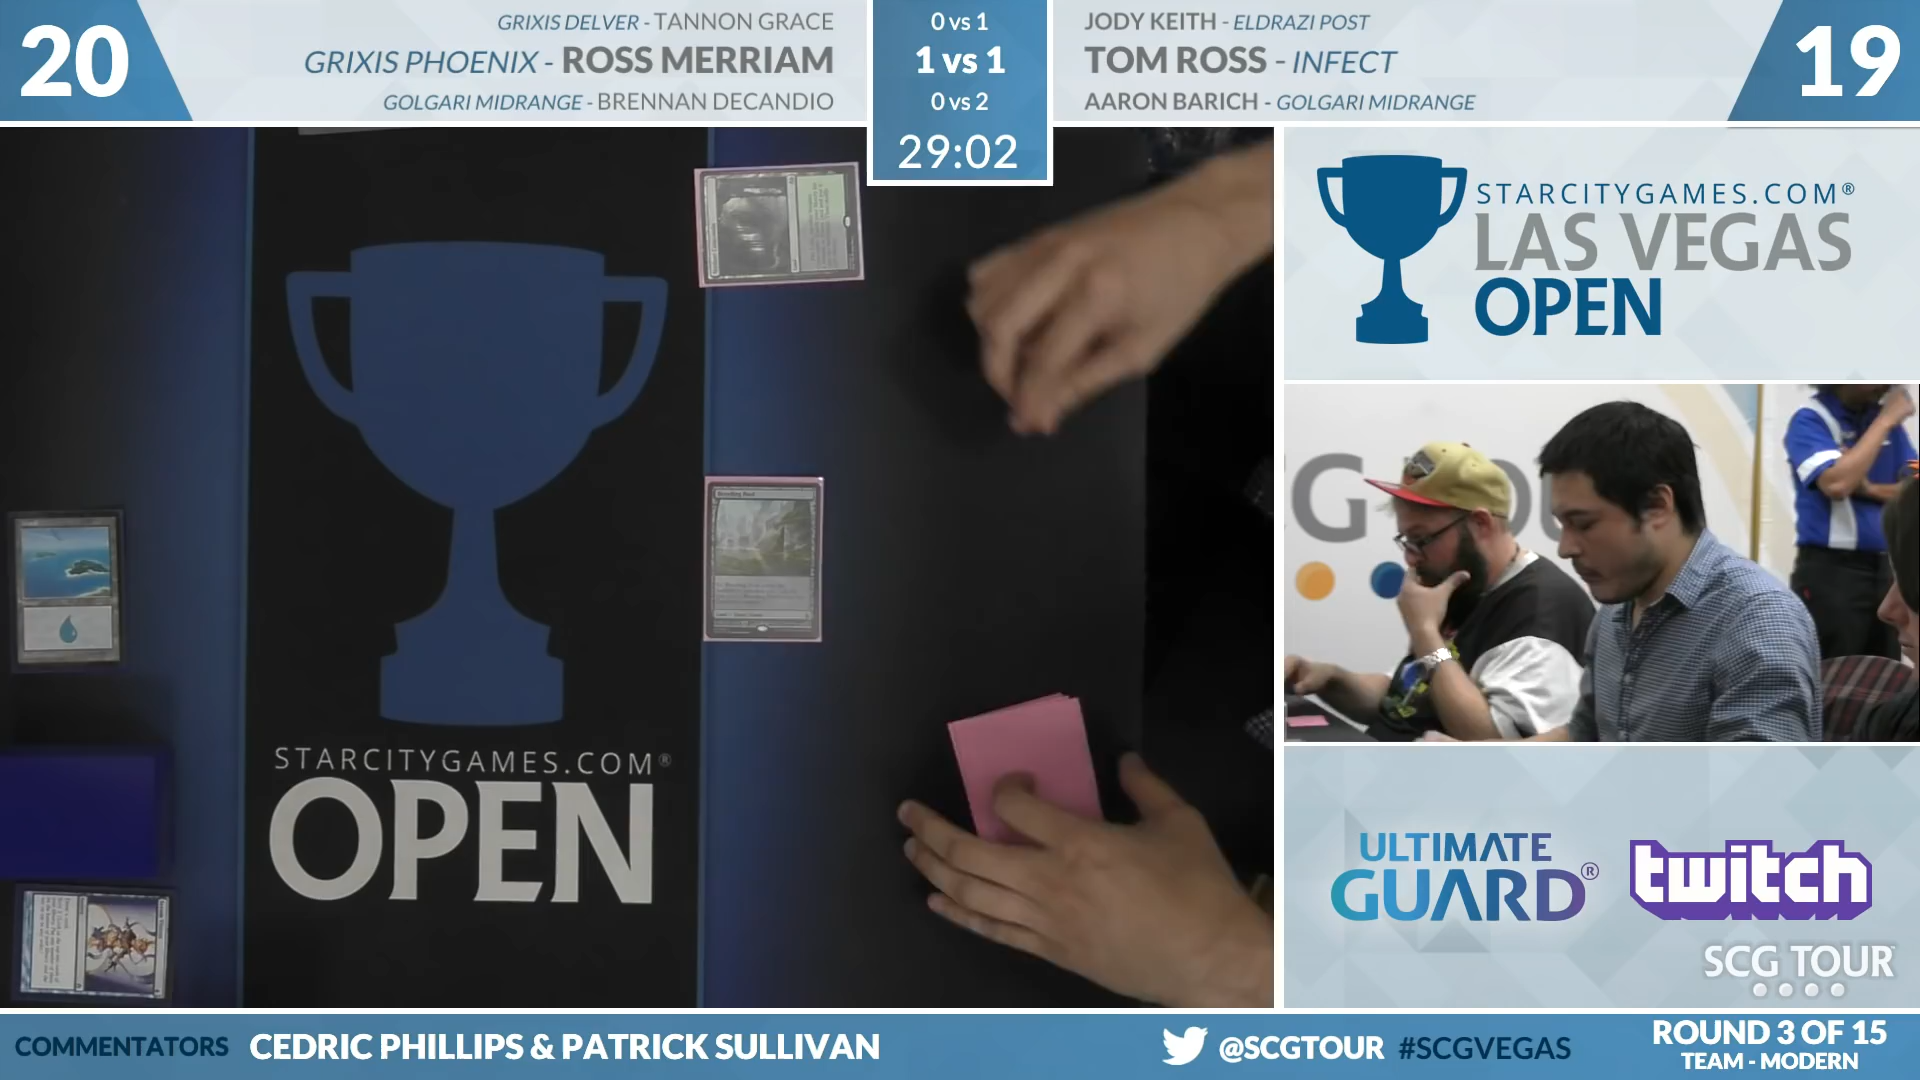 20
GRIXIS DELVER - TANNON GRACE
GRIXIS PHOENIX - ROSS MERRIAM
GOLGARI MIDRANGE - BRENNAN DECANDIO
0 vs 1
1 vs 1
0 vs 2
29:02
JODY KEITH - ELDRAZI POST
TOM ROSS - INFECT
AARON BARICH - GOLGARI MIDRANGE
19
STARCITYGAMES.COM®
LAS VEGAS
OPEN
STARCITYGAMES.COM®
OPEN
ULTIMATE
GUARD®
twitch
SCG TOUR
COMMENTATORS CEDRIC PHILLIPS & PATRICK SULLIVAN
@SCGTOUR #SCGVEGAS
ROUND 3 OF 15
TEAM - MODERN